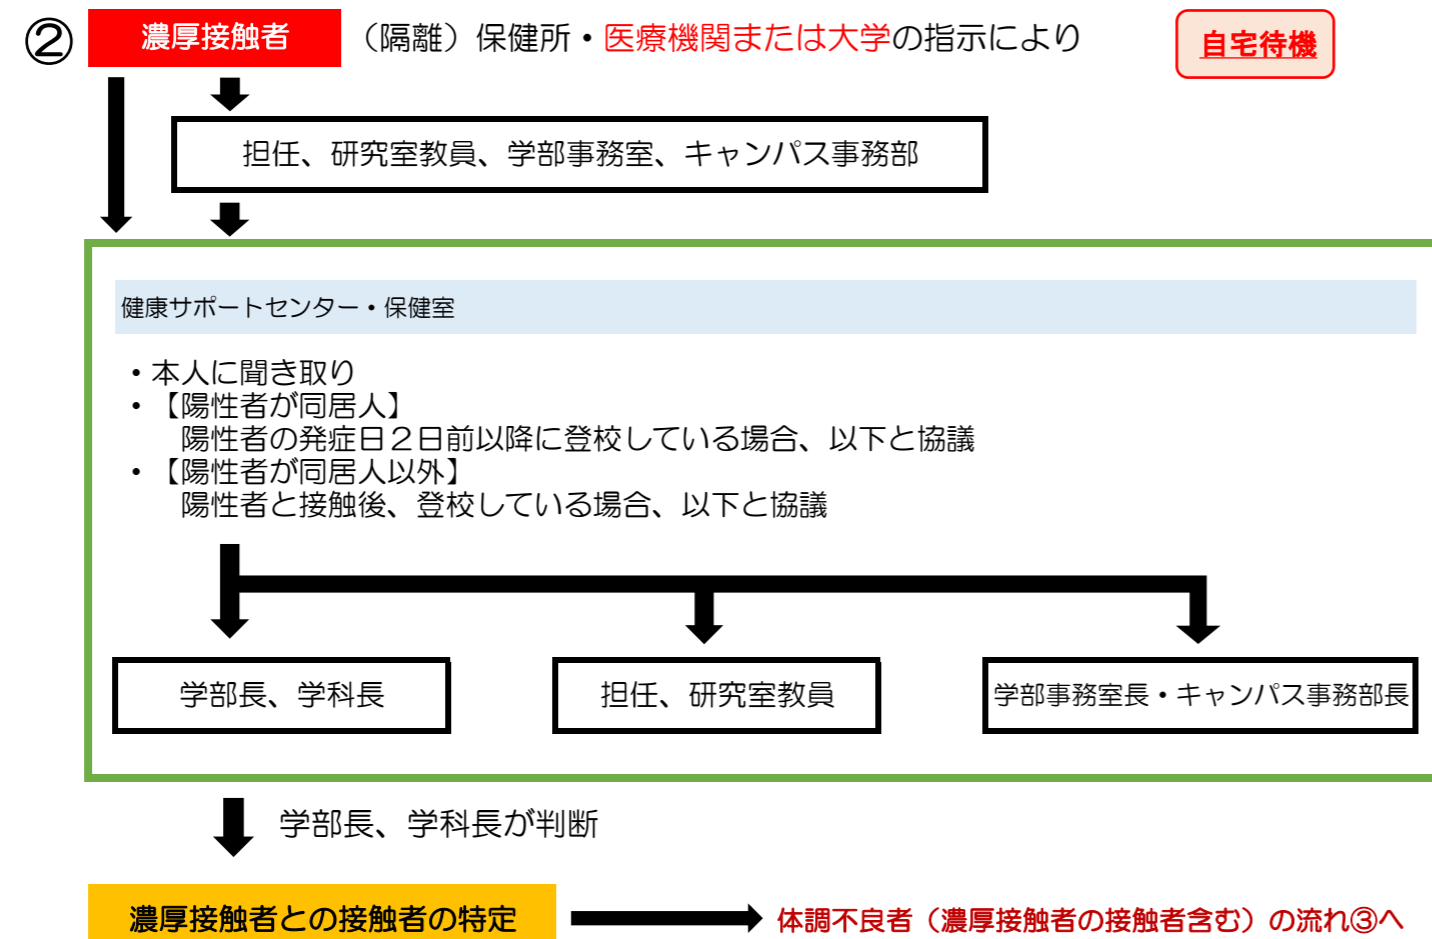 ② 濃厚接触者 （隔離）保健所・医療機関または大学の指示により 自宅待機
担任、研究室教員、学部事務室、キャンパス事務部
健康サポートセンター・保健室
・本人に聞き取り
・【陽性者が同居人】
陽性者の発症日２日前以降に登校している場合、以下と協議
・【陽性者が同居人以外】
陽性者と接触後、登校している場合、以下と協議
学部長、学科長 担任、研究室教員 学部事務室長・キャンパス事務部長
学部長、学科長が判断
濃厚接触者との接触者の特定 体調不良者（濃厚接触者の接触者含む）の流れ③へ